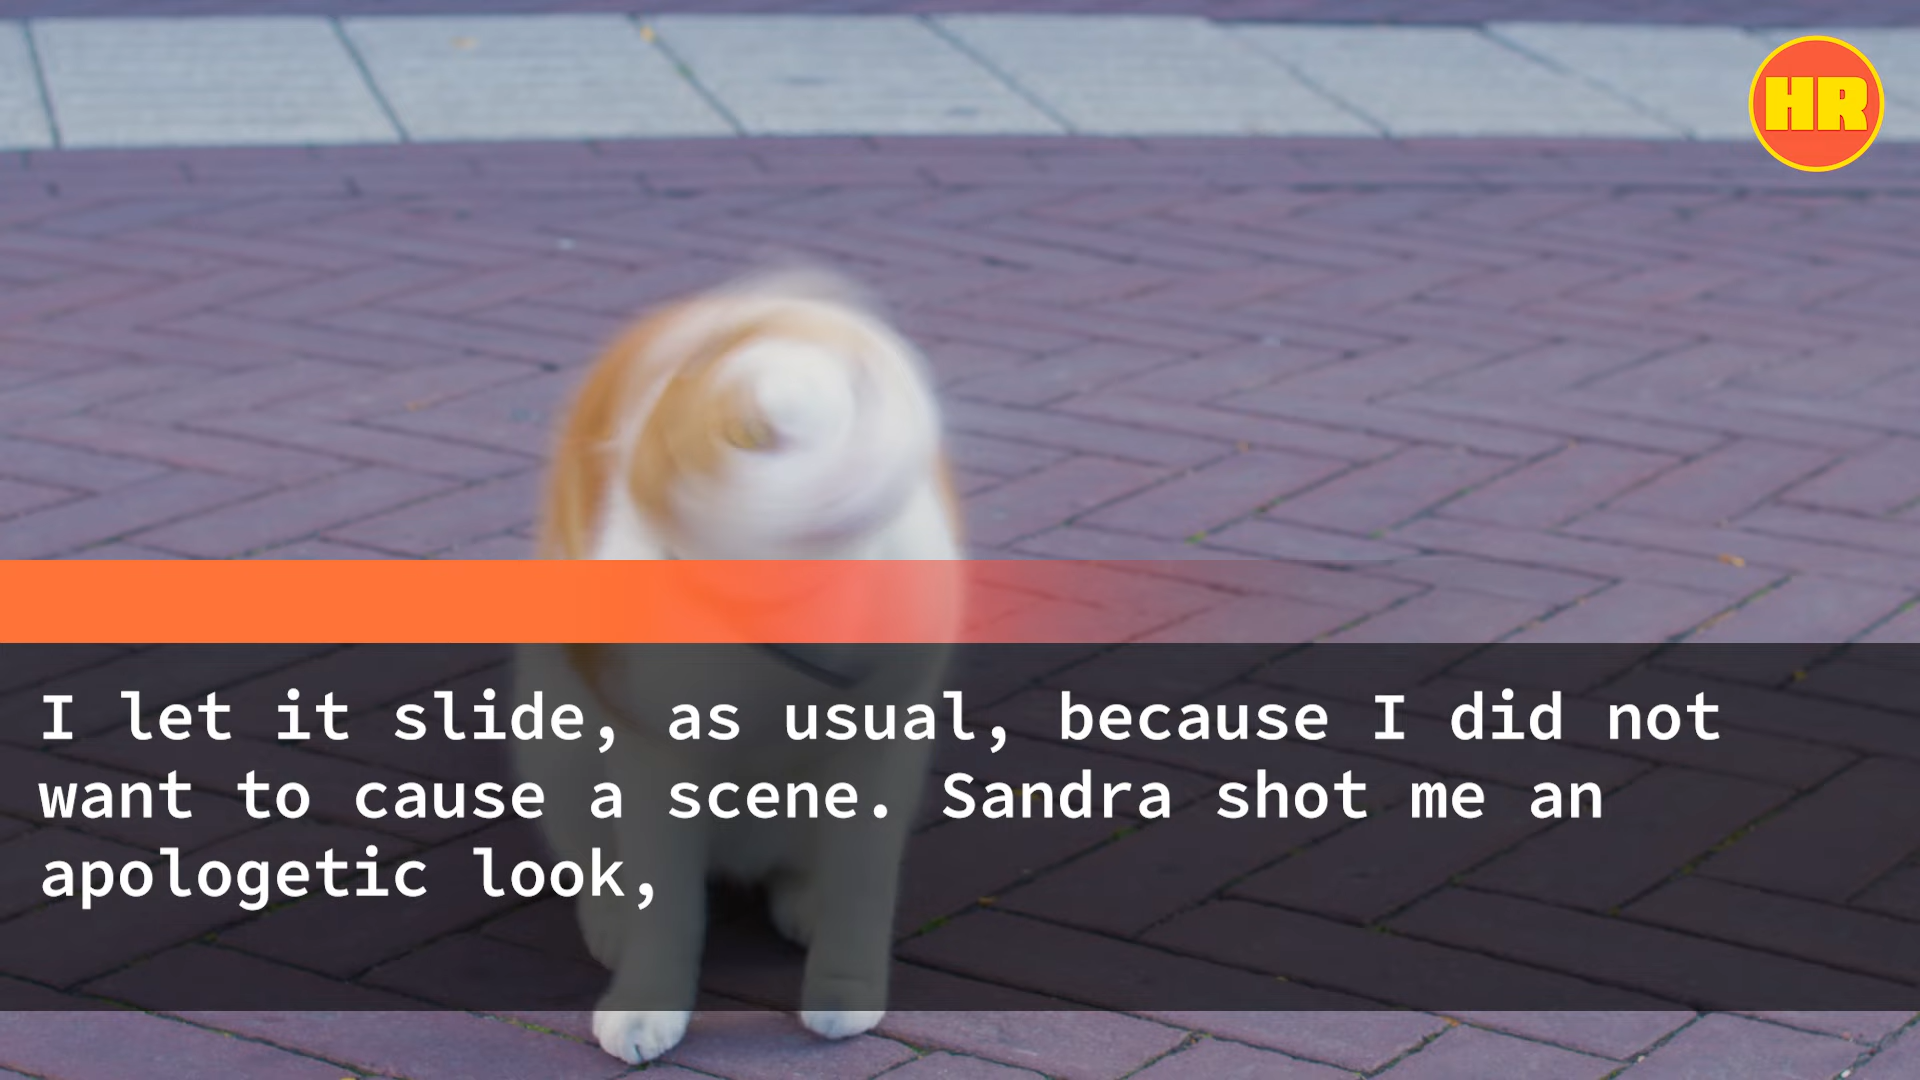 HR
I let it slide, as usual, because I did not
want to cause a scene. Sandra shot me an
apologetic look,